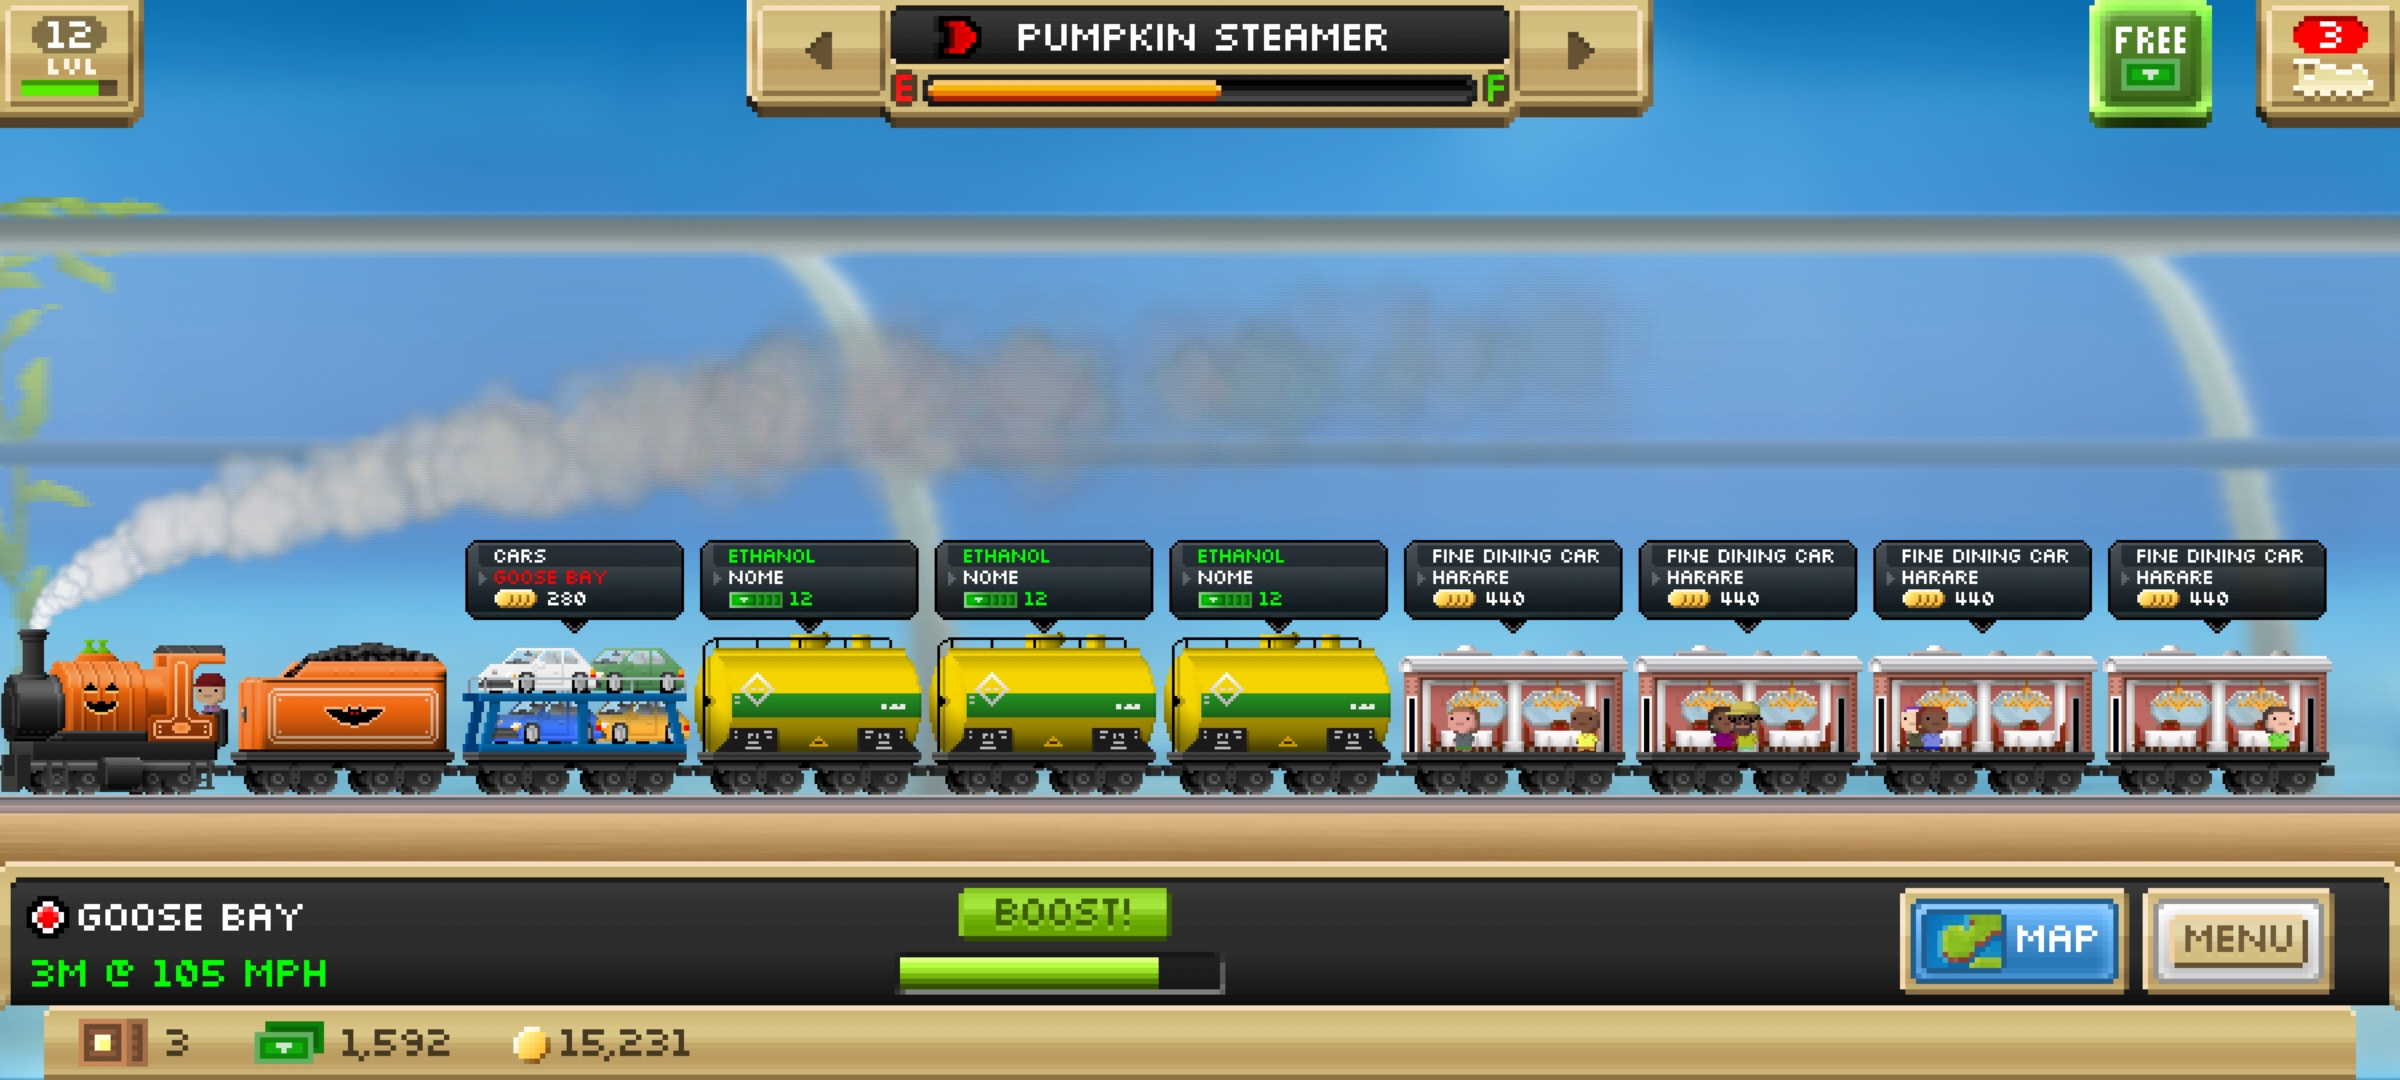 12
LVL
PUMPKIN STEAMER
E F
FREE
3
CARS
GOOSE BAY
280
ETHANOL
NOME
12
ETHANOL
NOME
12
ETHANOL
NOME
12
FINE DINING CAR
HARARE
440
FINE DINING CAR
HARARE
440
FINE DINING CAR
HARARE
440
FINE DINING CAR
HARARE
440
GOOSE BAY
3M @ 105 MPH
BOOST!
MAP
MENU
3
1,592
15,231